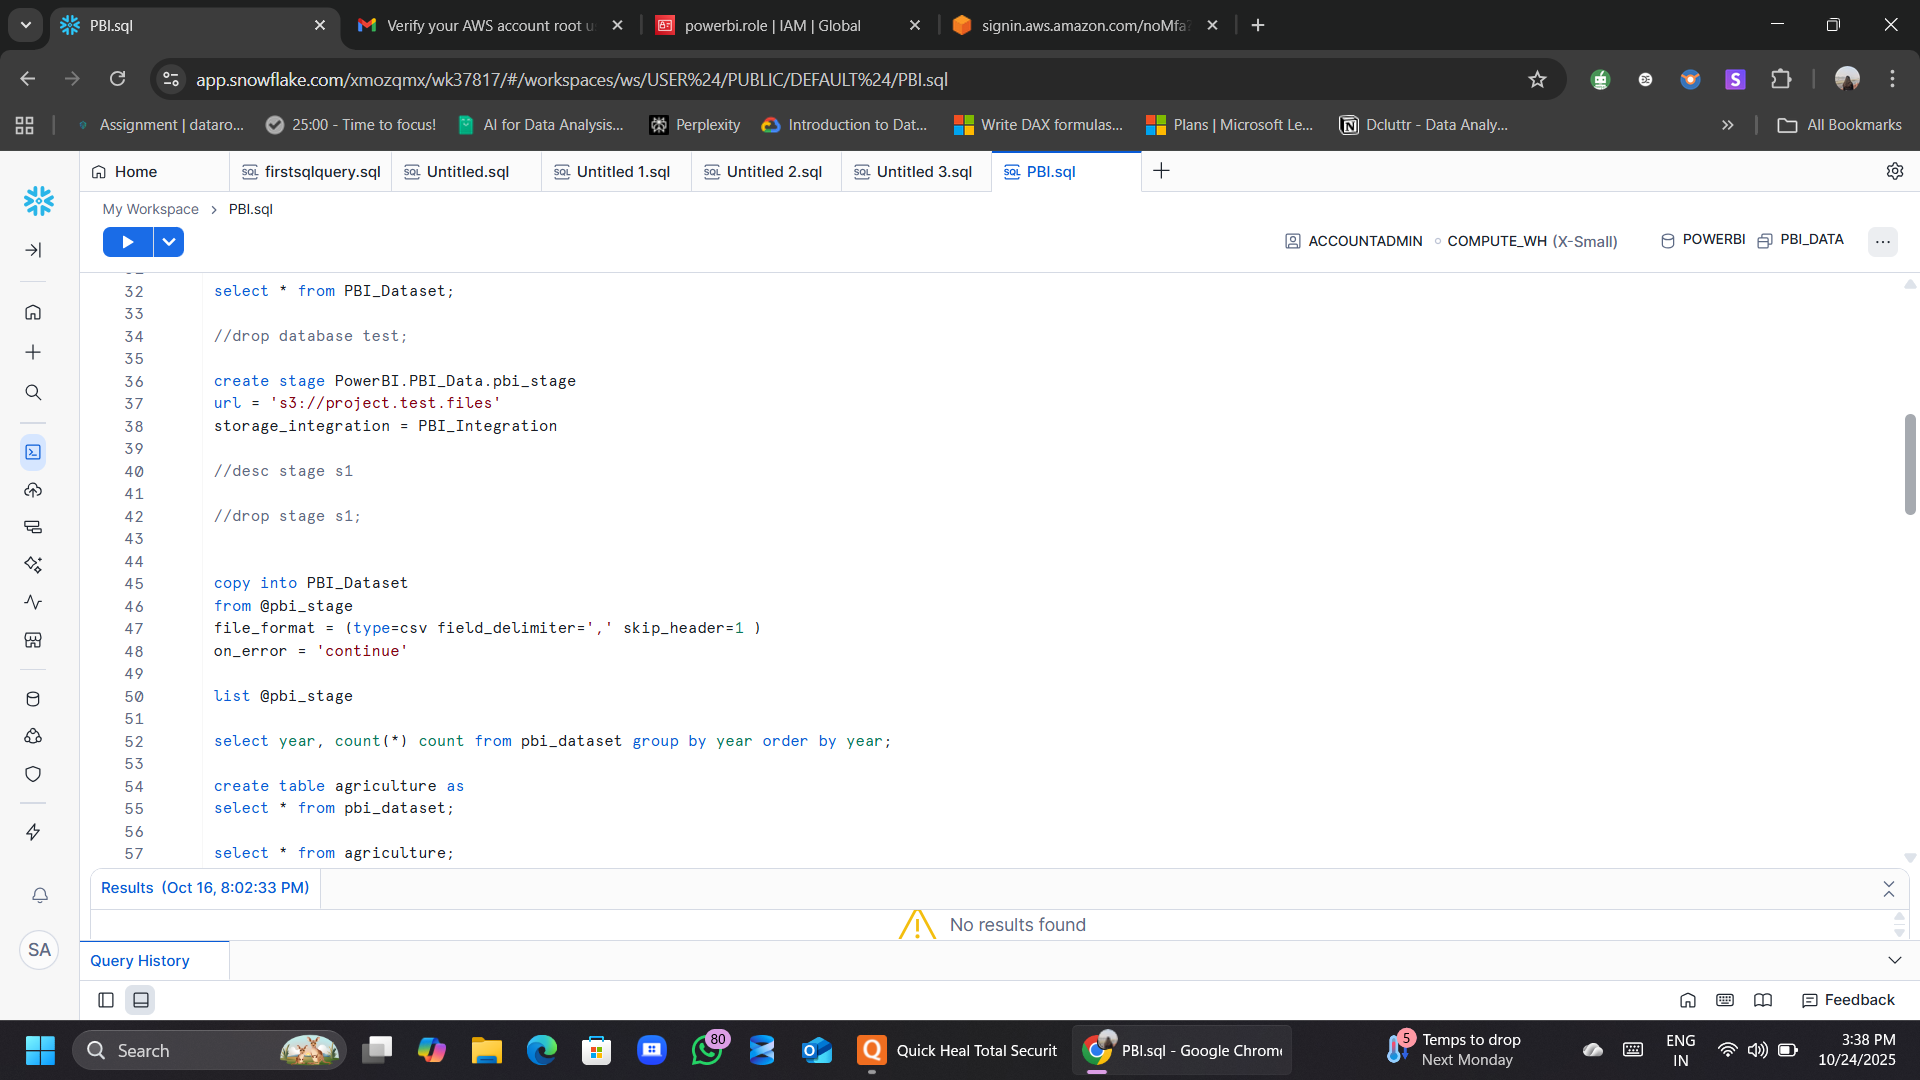 PBI.sql
Verify your AWS account root u
powerbi.role | IAM | Global
signin.aws.amazon.com/noMfa
app.snowflake.com/xmozqmx/wk37817/#/workspaces/ws/USER%24/PUBLIC/DEFAULT%24/PBI.sql
Assignment | dataro...
25:00 - Time to focus!
AI for Data Analysis...
Perplexity
Introduction to Dat...
Write DAX formulas...
Plans | Microsoft Le...
Dcluttr - Data Analy...
All Bookmarks
Home
firstsqlquery.sql
Untitled.sql
Untitled 1.sql
Untitled 2.sql
Untitled 3.sql
PBI.sql
My Workspace > PBI.sql
ACCOUNTADMIN
COMPUTE_WH (X-Small)
POWERBI
PBI_DATA
32 select * from PBI_Dataset;
33
34 //drop database test;
35
36 create stage PowerBI.PBI_Data.pbi_stage
37 url = 's3://project.test.files'
38 storage_integration = PBI_Integration
39
40 //desc stage s1
41
42 //drop stage s1;
43
44
45 copy into PBI_Dataset
46 from @pbi_stage
47 file_format = (type=csv field_delimiter=',' skip_header=1 )
48 on_error = 'continue'
49
50 list @pbi_stage
51
52 select year, count(*) count from pbi_dataset group by year order by year;
53
54 create table agriculture as
55 select * from pbi_dataset;
56
57 select * from agriculture;
Results (Oct 16, 8:02:33 PM)
No results found
SA
Query History
Feedback
Search
80
Quick Heal Total Securit
PBI.sql - Google Chrome
5
Temps to drop
Next Monday
ENG
IN
3:38 PM
10/24/2025